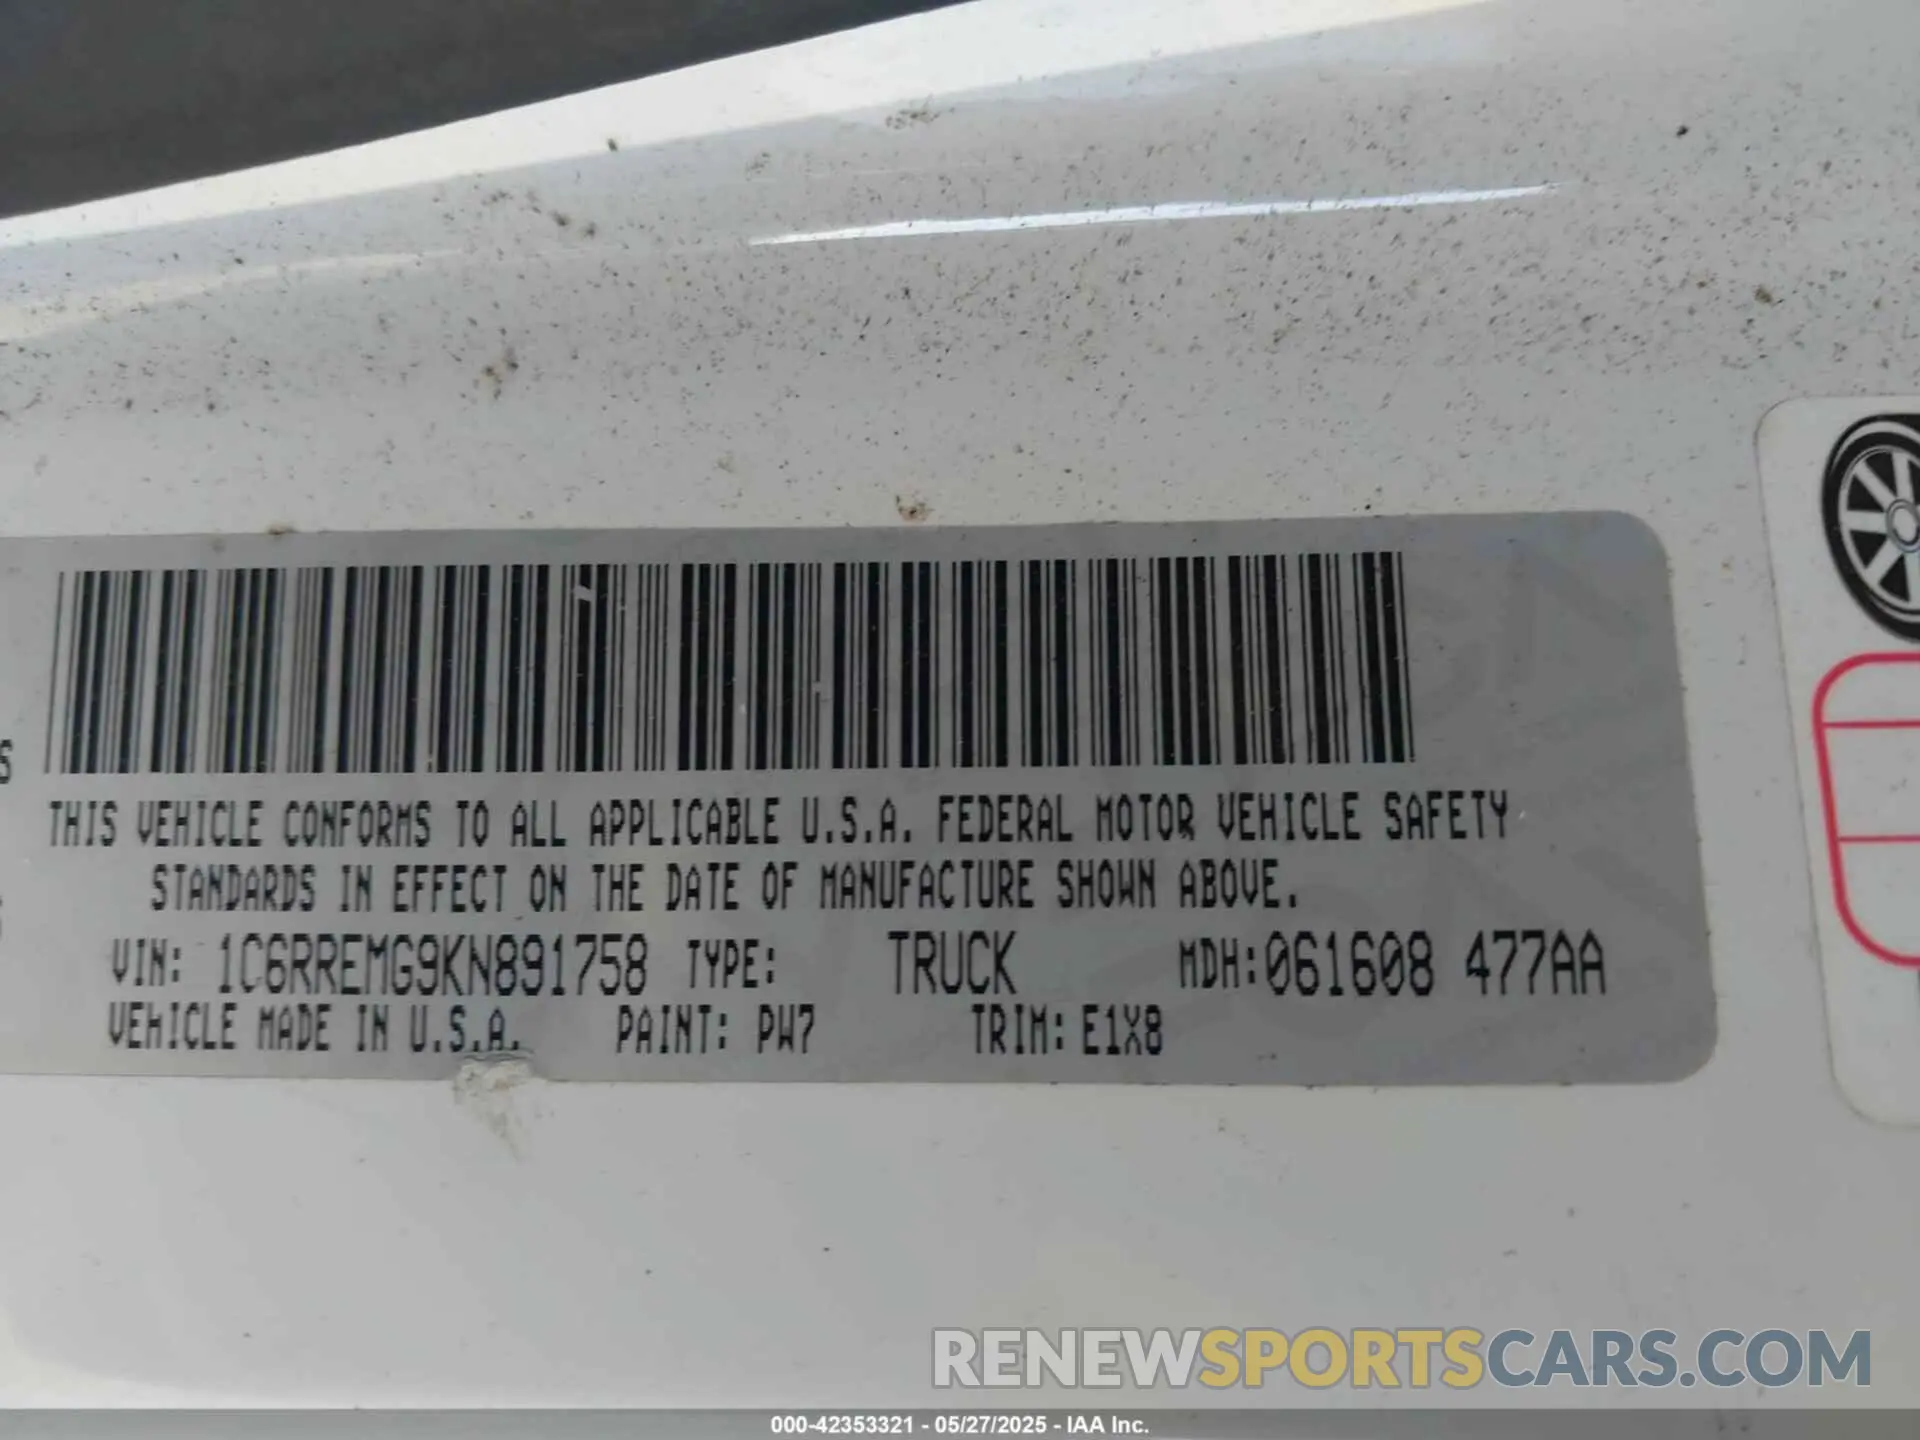 S
THIS VEHICLE CONFORMS TO ALL APPLICABLE U.S.A. FEDERAL MOTOR VEHICLE SAFETY
STANDARDS IN EFFECT ON THE DATE OF MANUFACTURE SHOWN ABOVE.
VIN: 1C6RREMG9KN891758 TYPE: TRUCK MDH:061608 477AA
VEHICLE MADE IN U.S.A. PAINT: PW7 TRIM: E1X8
RENEWSPORTSCARS.COM
000-42353321 - 05/27/2025 - IAA Inc.